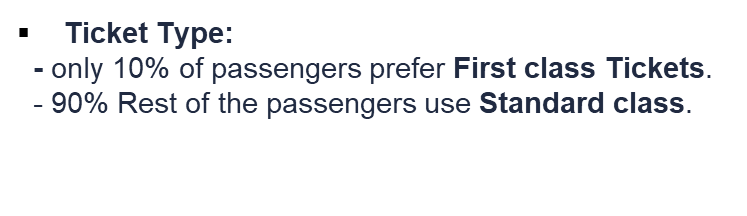 ▪ Ticket Type:
- only 10% of passengers prefer First class Tickets.
- 90% Rest of the passengers use Standard class.